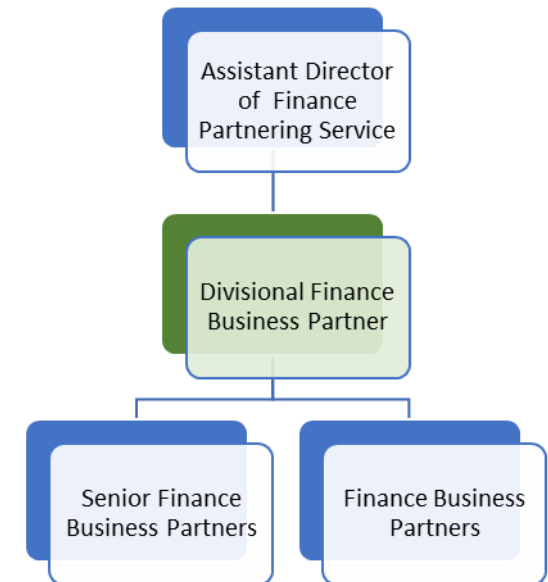 Assistant Director
of Finance
Partnering Service
Divisional Finance
Business Partner
Senior Finance
Business Partners
Finance Business
Partners